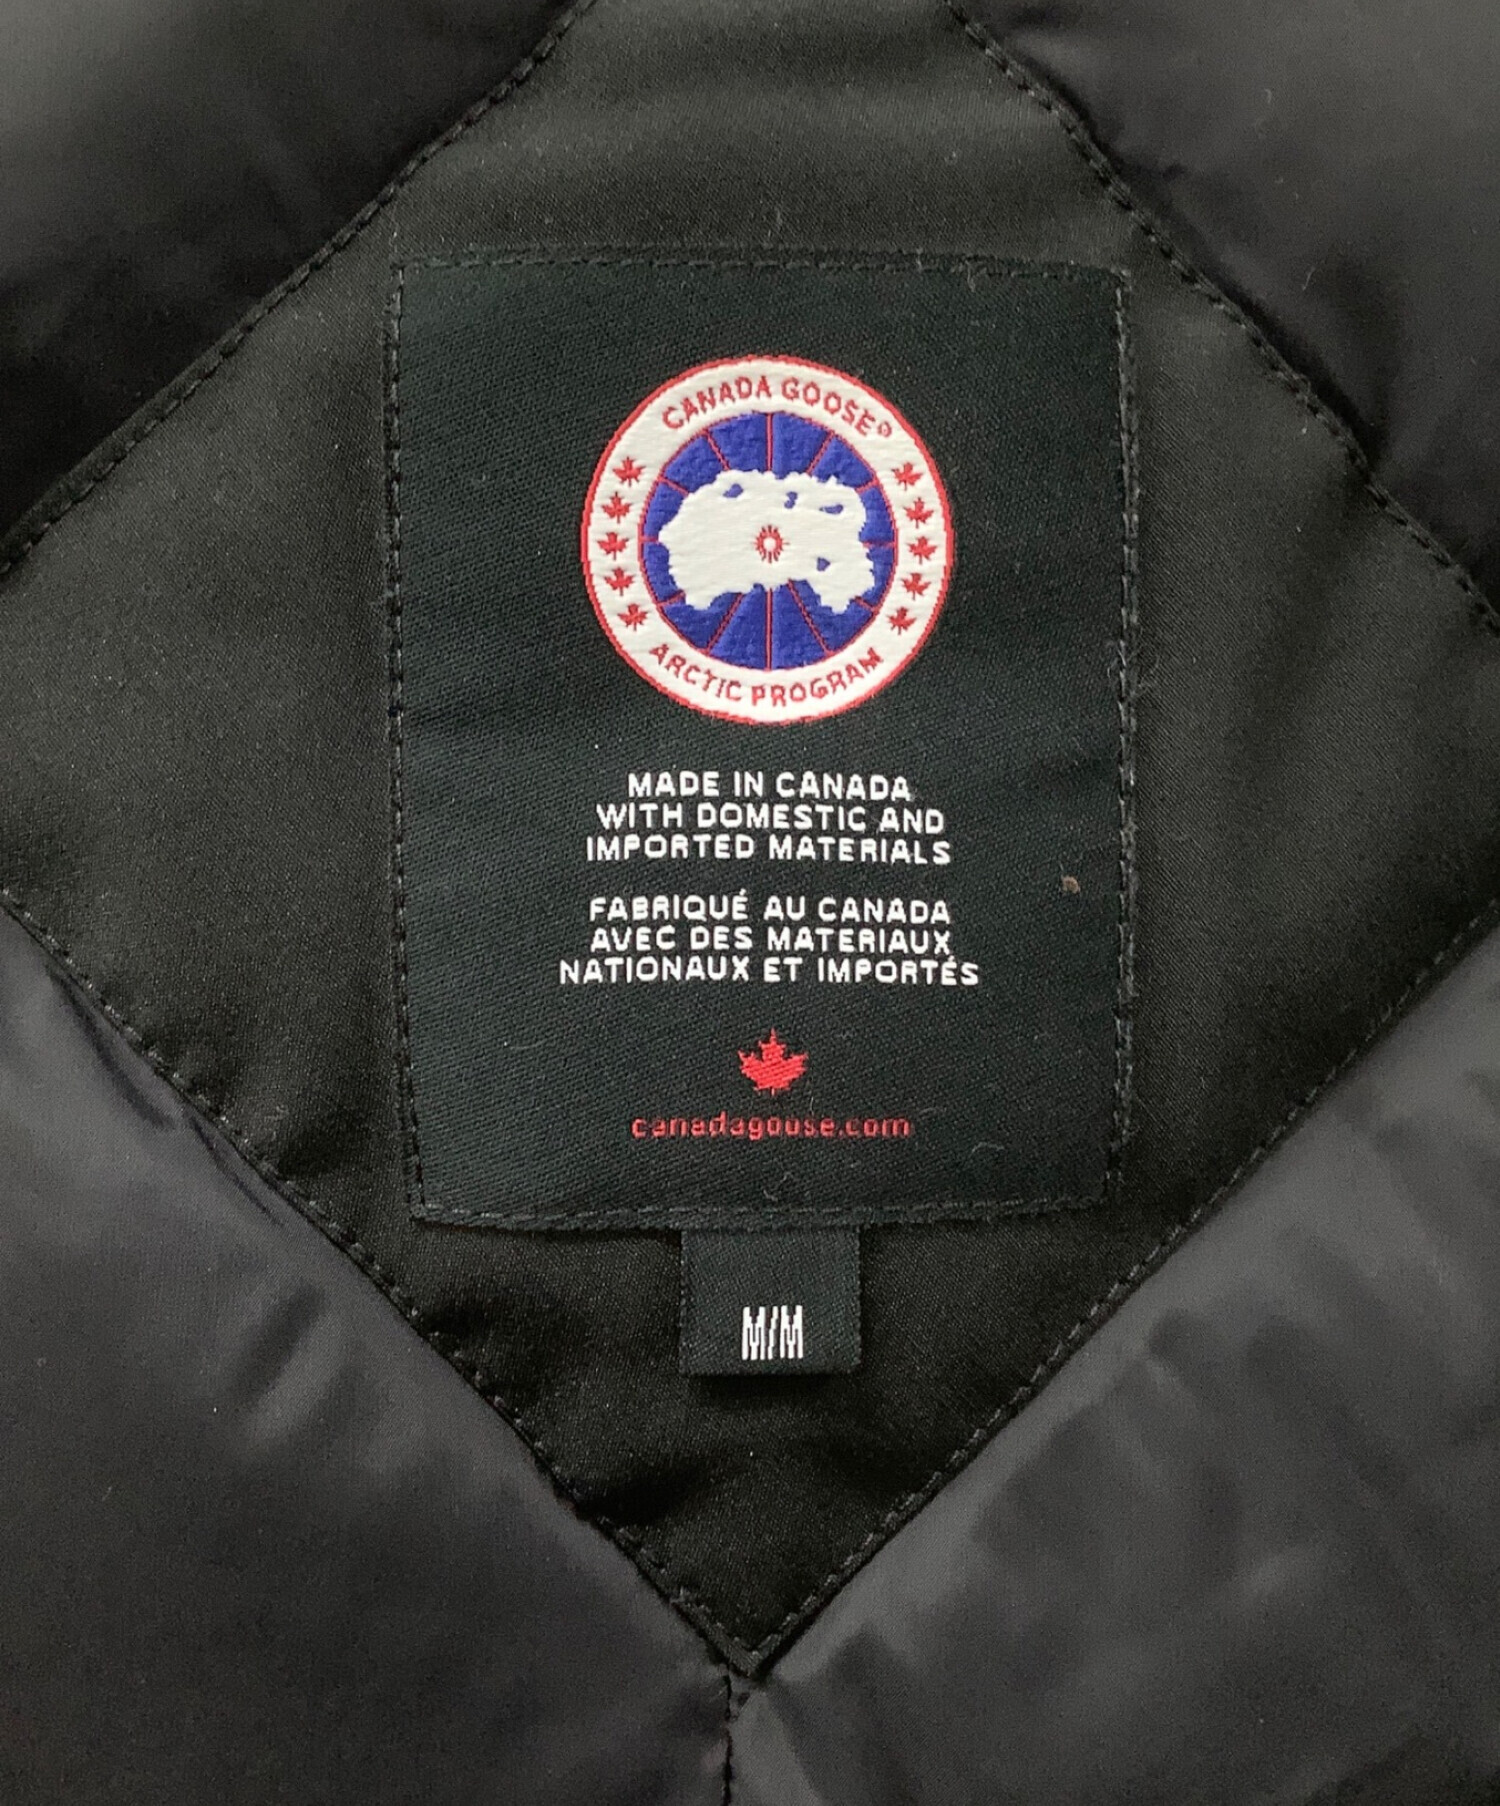 CANADA GOOSE®
ARCTIC PROGRAM
MADE IN CANADA
WITH DOMESTIC AND
IMPORTED MATERIALS
FABRIQUÉ AU CANADA
AVEC DES MATERIAUX
NATIONAUX ET IMPORTÉS
canadagoose.com
M/M